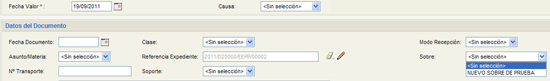 Fecha Valor * : 19/09/2011 Causa: <Sin selección>
Datos del Documento
Fecha Documento: Clase: <Sin selección> Modo Recepción: <Sin selección>
Asunto/Materia: <Sin selección> Referencia Expediente: 2011/D20000/EEPP/00002 Sobre: <Sin selección>
<Sin selección>
Nº Transporte: Soporte: <Sin selección> NUEVO SOBRE DE PRUEBA